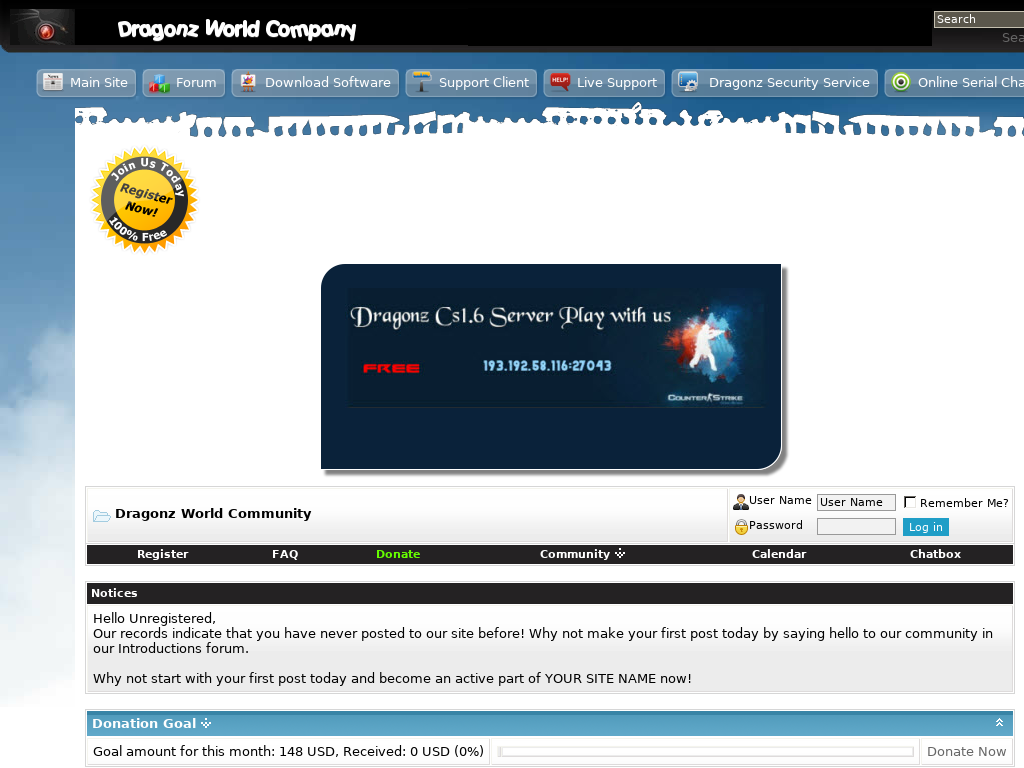 Dragonz World Company
Search
Main Site
Forum
Download Software
Support Client
HELP!
Live Support
Dragonz Security Service
Online Serial Cha
Join Us Today
Register
Now!
100% Free
Dragonz Cs1.6 Server Play with us
FREE
193.192.58.116:27043
COUNTER STRIKE
Dragonz World Community
User Name
User Name
Remember Me?
Password
Log in
Register
FAQ
Donate
Community
Calendar
Chatbox
Notices
Hello Unregistered,
Our records indicate that you have never posted to our site before! Why not make your first post today by saying hello to our community in
our Introductions forum.
Why not start with your first post today and become an active part of YOUR SITE NAME now!
Donation Goal
Goal amount for this month: 148 USD, Received: 0 USD (0%)
Donate Now